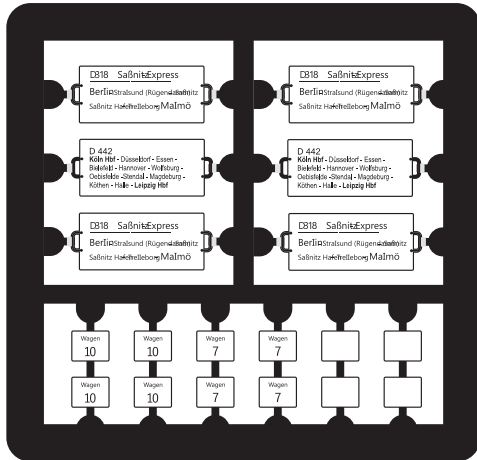 D318 SaßnitzExpress
Berlin-Stralsund (Rügendamm)-Saßnitz
Saßnitz Hafen-Trelleborg-Malmö
D318 SaßnitzExpress
Berlin-Stralsund (Rügendamm)-Saßnitz
Saßnitz Hafen-Trelleborg-Malmö
D 442
Köln Hbf - Düsseldorf - Essen -
Bielefeld - Hannover - Wolfsburg -
Oebisfelde -Stendal - Magdeburg -
Köthen - Halle - Leipzig Hbf
D 442
Köln Hbf - Düsseldorf - Essen -
Bielefeld - Hannover - Wolfsburg -
Oebisfelde -Stendal - Magdeburg -
Köthen - Halle - Leipzig Hbf
D318 SaßnitzExpress
Berlin-Stralsund (Rügendamm)-Saßnitz
Saßnitz Hafen-Trelleborg-Malmö
D318 SaßnitzExpress
Berlin-Stralsund (Rügendamm)-Saßnitz
Saßnitz Hafen-Trelleborg-Malmö
Wagen Wagen Wagen Wagen
10 10 7 7
Wagen Wagen Wagen Wagen
10 10 7 7